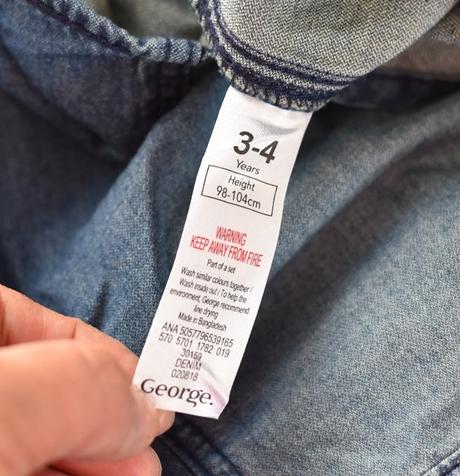 3-4
Years
Height
98-104cm
WARNING
KEEP AWAY FROM FIRE
Part of a set
Wash similar colours together /
Wash inside out / To help the
environment, George recommend
line drying
Made in Bangladesh
ANA 5057796539165
570 5701 1782 019
30159
DENIM
020818
George.